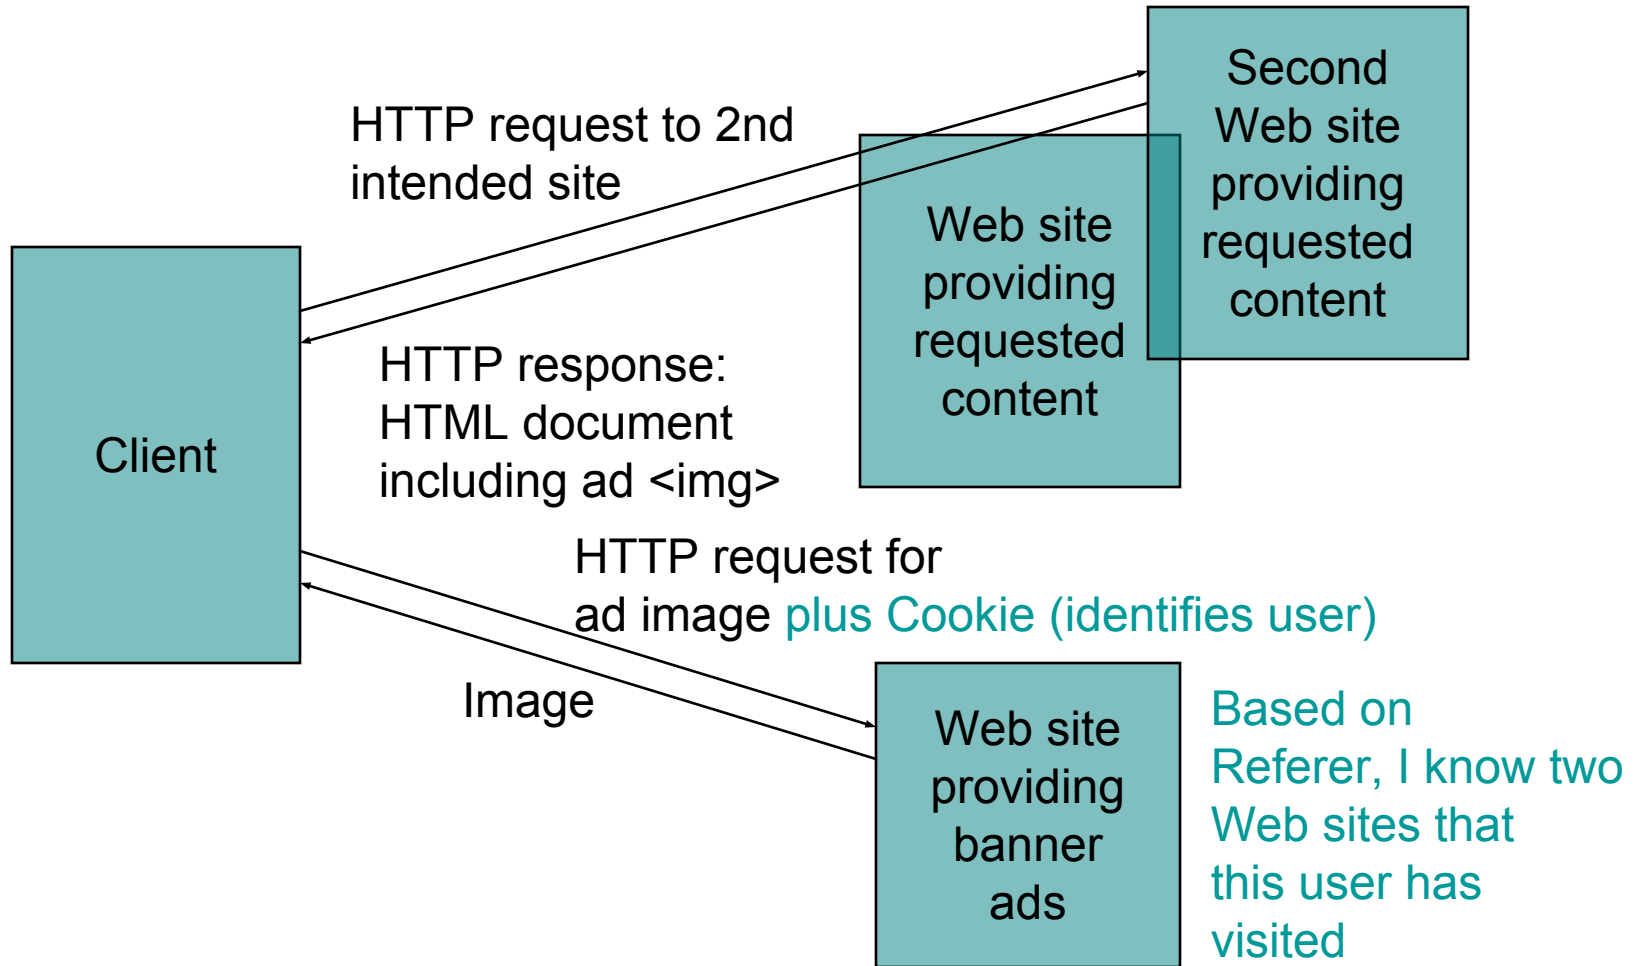 Second
Web site
providing
requested
content
HTTP request to 2nd
intended site
Web site
providing
requested
content
HTTP response:
HTML document
including ad <img>
Client
HTTP request for
ad image plus Cookie (identifies user)
Image
Web site
providing
banner
ads
Based on
Referer, I know two
Web sites that
this user has
visited